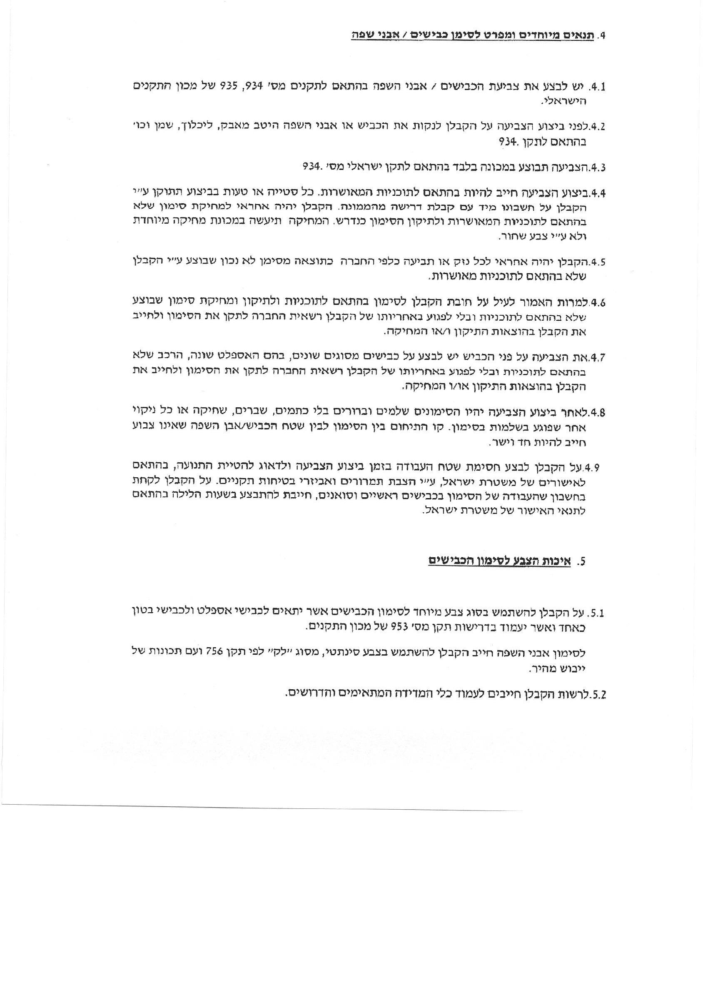 4. תנאים מיוחדים ומפרט לסימן כבישים / אבני שפה
4.1. יש לבצע את צביעת הכבישים / אבני השפה בהתאם לתקנים מס' 934, 935 של מכון התקנים
הישראלי.
4.2.לפני ביצוע הצביעה על הקבלן לנקות את הכביש או אבני השפה היטב מאבק, ליכלוך, שמן וכו'
בהתאם לתקן .934
4.3.הצביעה תבוצע במכונה בלבד בהתאם לתקן ישראלי מס' .934
4.4.ביצוע הצביעה חייב להיות בהתאם לתוכניות המאושרות. כל סטייה או טעות בביצוע תתוקן ע"י
הקבלן על חשבונו מיד עם קבלת דרישה מהממונה. הקבלן יהיה אחראי למחיקת סימון שלא
בהתאם לתוכניות המאושרות ולתיקון הסימון כנדרש. המחיקה תיעשה במכונת מחיקה מיוחדת
ולא ע"י צבע שחור.
4.5.הקבלן יהיה אחראי לכל נזק או תביעה כלפי החברה כתוצאה מסימן לא נכון שבוצע ע"י הקבלן
שלא בהתאם לתוכניות מאושרות.
4.6.למרות האמור לעיל על חובת הקבלן לסימון בהתאם לתוכניות ולתיקון ומחיקת סימון שבוצע
שלא בהתאם לתוכניות ובלי לפגוע באחריותו של הקבלן רשאית החברה לתקן את הסימון ולחייב
את הקבלן בהוצאות התיקון ו/או המחיקה.
4.7.את הצביעה על פני הכביש יש לבצע על כבישים מסוגים שונים, בהם האספלט שונה, הרכב שלא
בהתאם לתוכניות ובלי לפגוע באחריותו של הקבלן רשאית החברה לתקן את הסימון ולחייב את
הקבלן בהוצאות התיקון או/ו המחיקה.
4.8.לאחר ביצוע הצביעה יהיו הסימונים שלמים וברורים בלי כתמים, שברים, שחיקה או כל ניקוי
אחר שפוגע בשלמות בסימון. קו התיחום בין הסימון לבין שטח הכביש/אבן השפה שאינו צבוע
חייב להיות חד וישר.
4.9.על הקבלן לבצע חסימת שטח העבודה בזמן ביצוע הצביעה ולדאוג להטיית התנועה, בהתאם
לאישורים של משטרת ישראל, ע"י הצבת תמרורים ואביזרי בטיחות תקניים. על הקבלן לקחת
בחשבון שהעבודה של הסימון בכבישים ראשיים וסואנים, חייבת להתבצע בשעות הלילה בהתאם
לתנאי האישור של משטרת ישראל.
5. איכות הצבע לסימון הכבישים
5.1. על הקבלן להשתמש בסוג צבע מיוחד לסימון הכבישים אשר יתאים לכבישי אספלט ולכבישי בטון
כאחד ואשר יעמוד בדרישות תקן מס' 953 של מכון התקנים.
לסימון אבני השפה חייב הקבלן להשתמש בצבע סינתטי, מסוג "לק" לפי תקן 756 ועם תכונות של
ייבוש מהיר.
5.2.לרשות הקבלן חייבים לעמוד כלי המדידה המתאימים והדרושים.